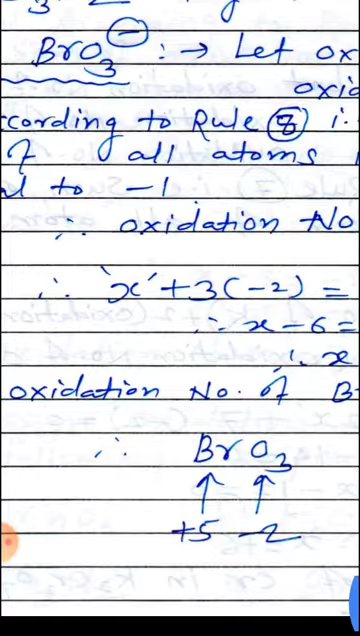 BrO3⊖ :→ Let ox
oxid
cording to Rule ⑧ i.
of all atoms
l to -1
∴ oxidation No
∴ 'x' + 3(-2) =
∴ x - 6 =
∴ x
oxidation No. of B
∴ BrO3
↑ ↑
+5 -2